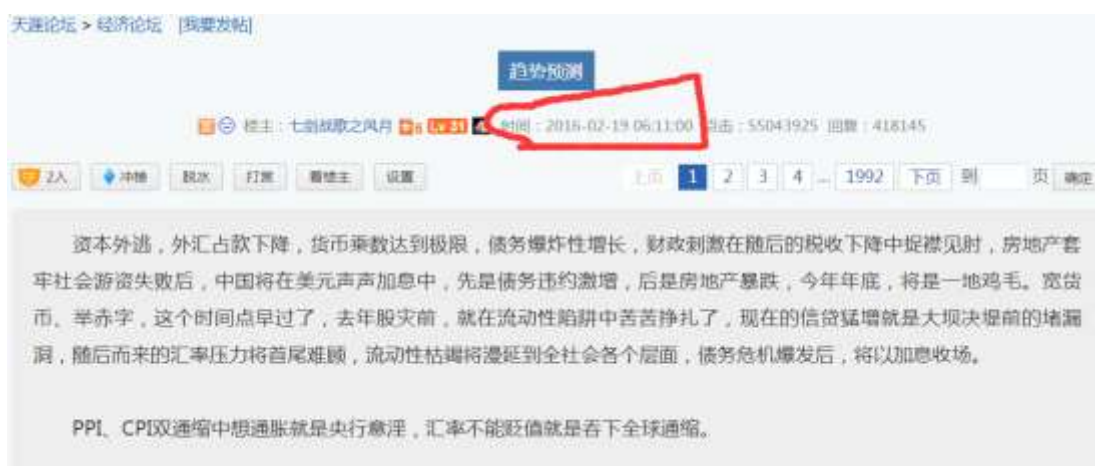 天涯论坛 > 经济论坛 [我要发帖]
趋势预测
楼主：七剑战歌之风月 Lv 31 时间：2016-02-19 06:11:00 点击：55043925 回复：418145
2人 脱水 打赏 看楼主 设置 上页 1 2 3 4 ... 1992 下页 到 页 确定
资本外逃，外汇占款下降，货币乘数达到极限，债务爆炸性增长，财政刺激在随后的税收下降中捉襟见肘，房地产套
牢社会游资失败后，中国将在美元声声加息中，先是债务违约激增，后是房地产暴跌，今年年底，将是一地鸡毛。宽货
币、举赤字，这个时间点早过了，去年股灾前，就在流动性陷阱中苦苦挣扎了，现在的信贷猛增就是大坝决堤前的堵漏
洞，随后而来的汇率压力将首尾难顾，流动性枯竭将漫延到全社会各个层面，债务危机爆发后，将以加息收场。
PPI、CPI双通缩中想通胀就是央行意淫，汇率不能贬值就是吞下全球通缩。